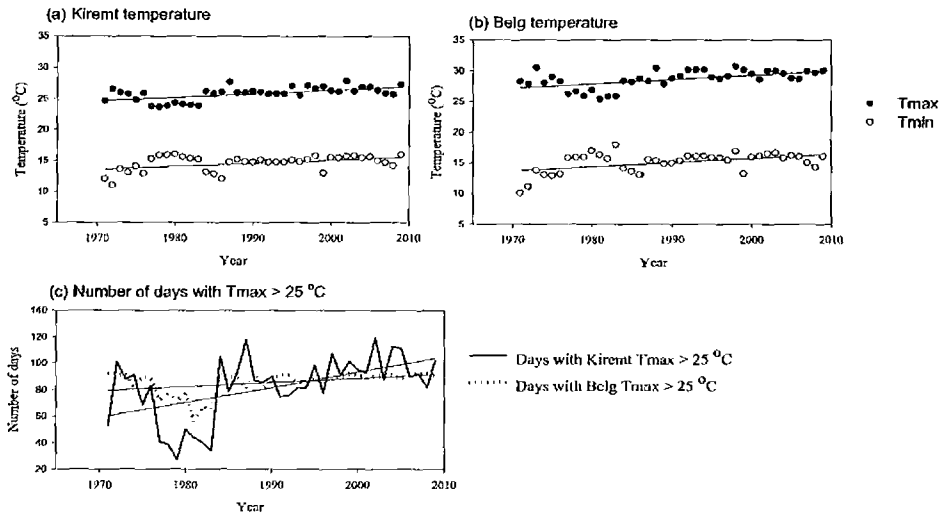 (a) Kiremt temperature
35
30
25
20
15
10
5
Temperature (°C)
1970 1980 1990 2000 2010
Year
(b) Belg temperature
35
30
25
20
15
10
5
Temperature (°C)
1970 1980 1990 2000 2010
Year
Tmax
Tmin
(c) Number of days with Tmax > 25 °C
140
120
100
80
60
40
20
Number of days
1970 1980 1990 2000 2010
Year
Days with Kiremt Tmax > 25 °C
Days with Belg Tmax > 25 °C